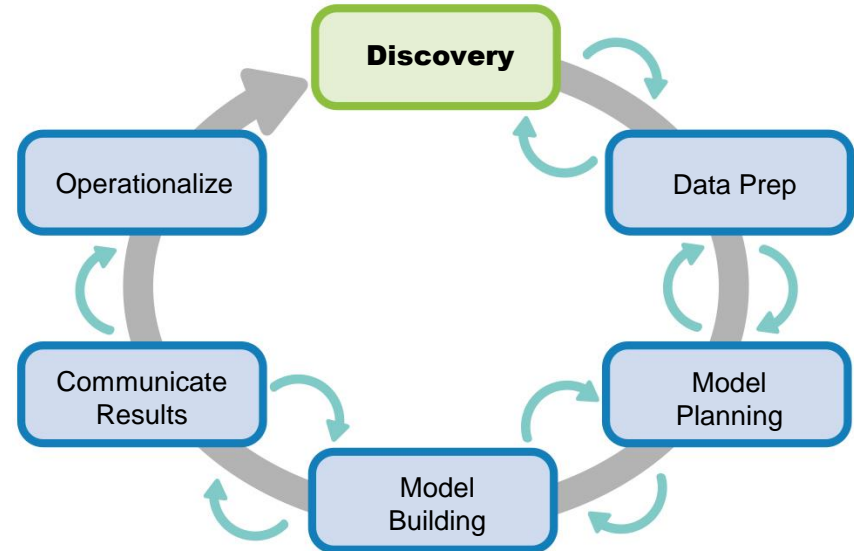 Discovery
Data Prep
Model
Planning
Model
Building
Communicate
Results
Operationalize